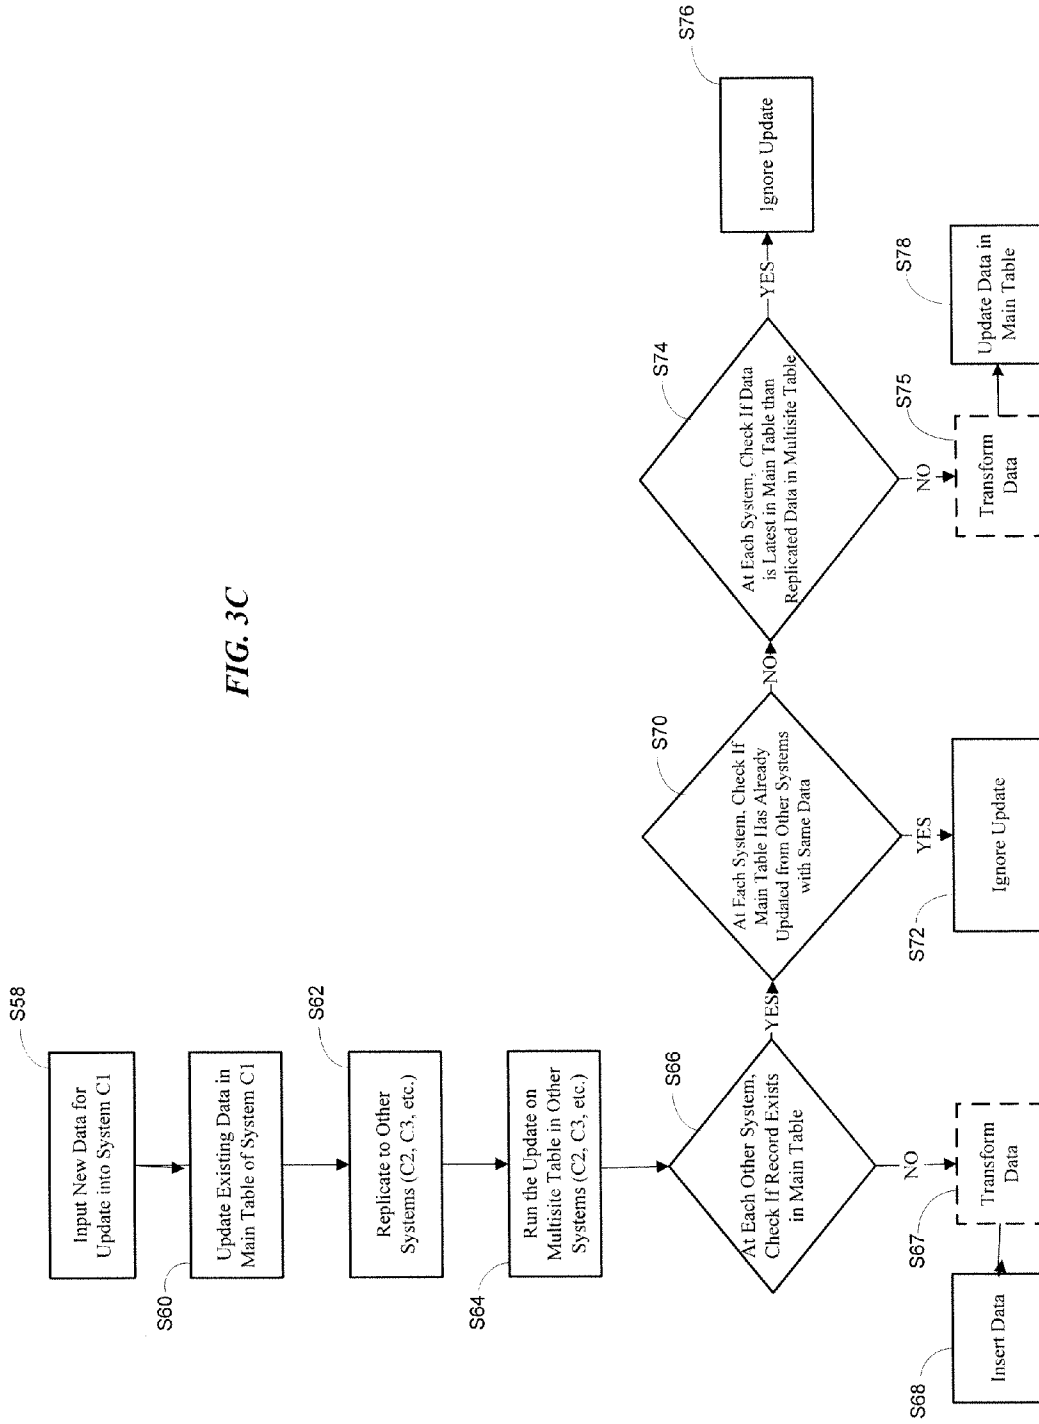 FIG. 3C
S58
Input New Data for
Update into System C1
S60
Update Existing Data in
Main Table of System C1
S62
Replicate to Other
Systems (C2, C3, etc.)
S64
Run the Update on
Multisite Table in Other
Systems (C2, C3, etc.)
S66
At Each Other System,
Check If Record Exists
in Main Table
NO
S67
Transform
Data
S68
Insert Data
YES
S70
At Each System, Check If
Main Table Has Already
Updated from Other Systems
with Same Data
YES
S72
Ignore Update
NO
S74
At Each System, Check If Data
is Latest in Main Table than
Replicated Data in Multisite Table
NO
S75
Transform
Data
S78
Update Data in
Main Table
YES
S76
Ignore Update